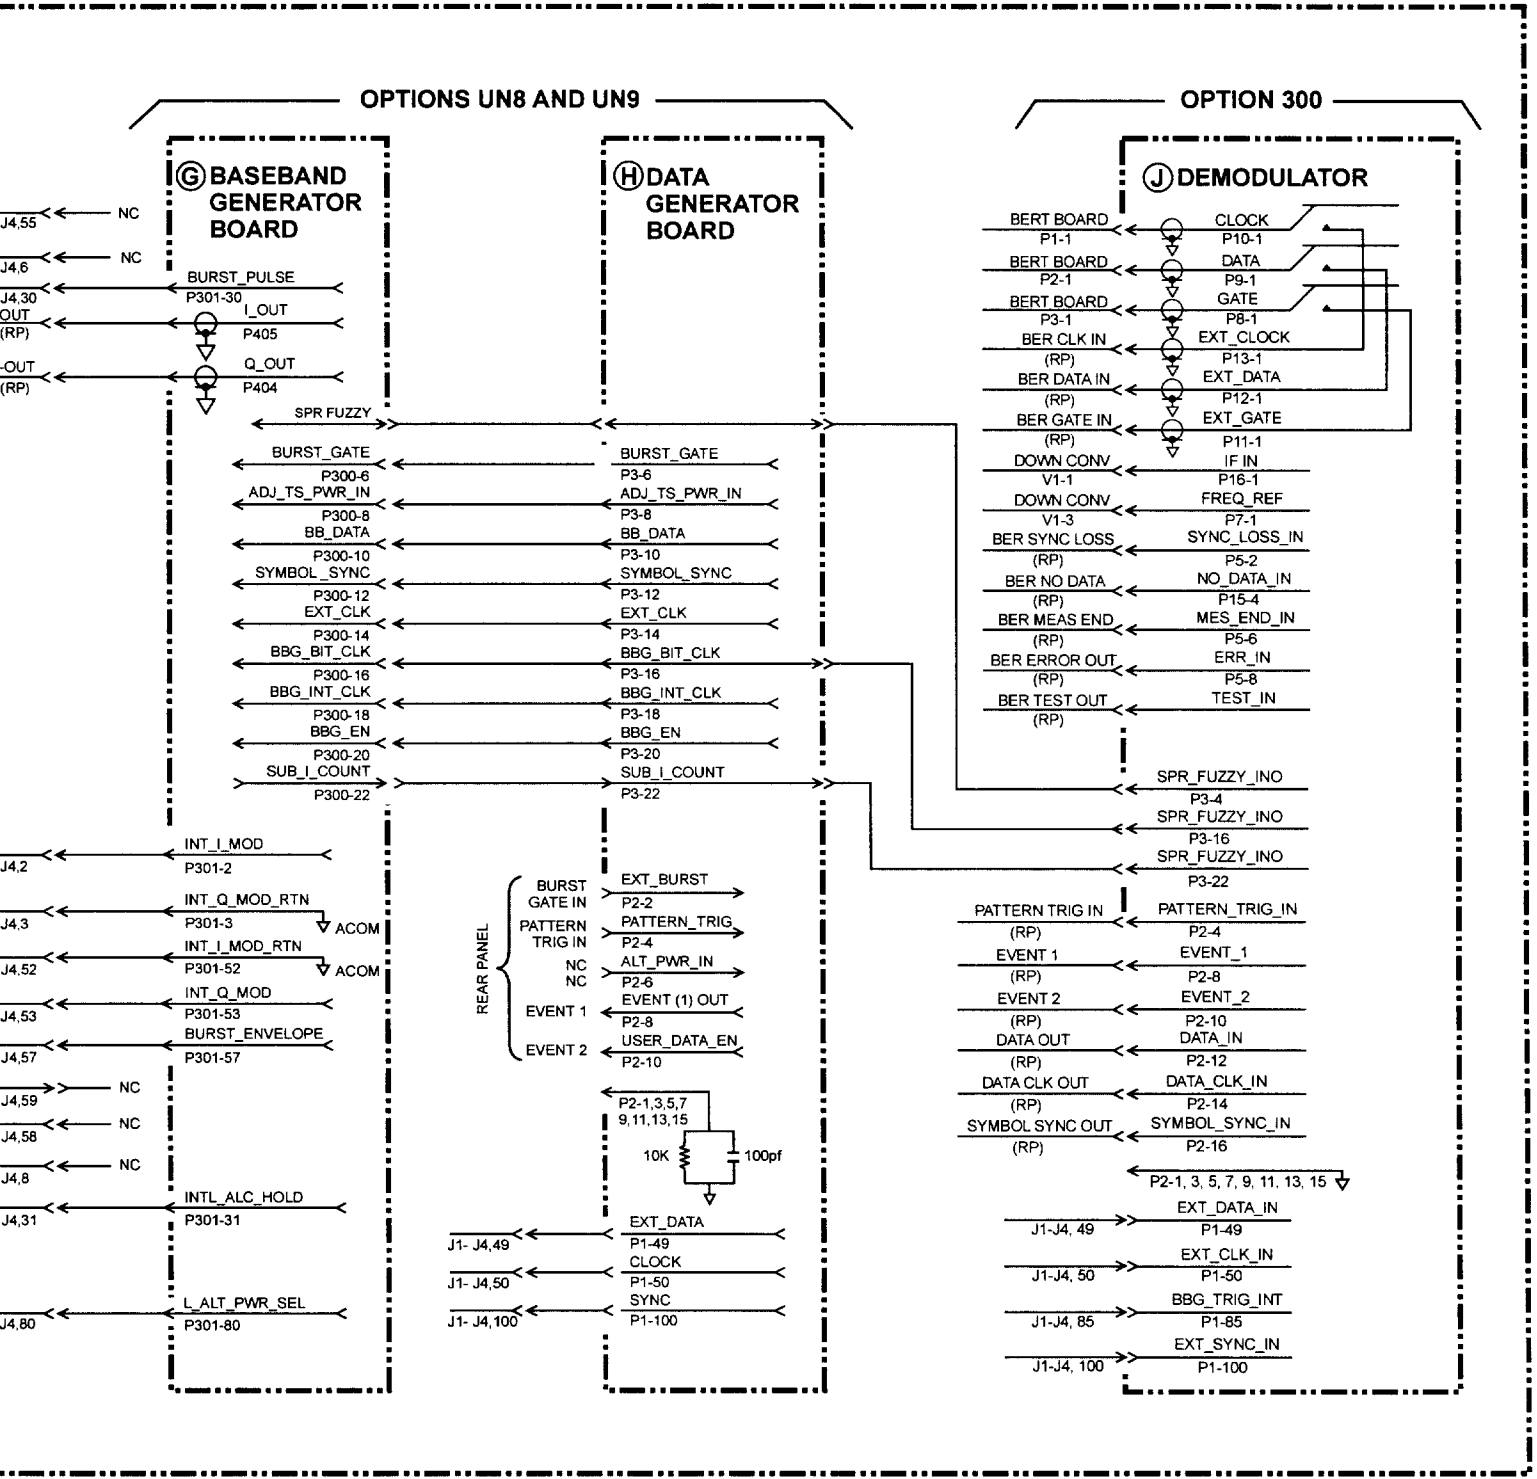 OPTIONS UN8 AND UN9
OPTION 300
G BASEBAND
GENERATOR
BOARD
J4,55
NC
J4,6
NC
BURST_PULSE
J4,30
P301-30
OUT
(RP)
I_OUT
P405
-OUT
(RP)
Q_OUT
P404
SPR FUZZY
BURST_GATE
P300-6
ADJ_TS_PWR_IN
P300-8
BB_DATA
P300-10
SYMBOL_SYNC
P300-12
EXT_CLK
P300-14
BBG_BIT_CLK
P300-16
BBG_INT_CLK
P300-18
BBG_EN
P300-20
SUB_I_COUNT
P300-22
INT_I_MOD
J4,2
P301-2
INT_Q_MOD_RTN
J4,3
P301-3
ACOM
INT_I_MOD_RTN
J4,52
P301-52
ACOM
INT_Q_MOD
J4,53
P301-53
BURST_ENVELOPE
J4,57
P301-57
J4,59
NC
J4,58
NC
J4,8
NC
INTL_ALC_HOLD
J4,31
P301-31
L_ALT_PWR_SEL
J4,80
P301-80
H DATA
GENERATOR
BOARD
BURST_GATE
P3-6
ADJ_TS_PWR_IN
P3-8
BB_DATA
P3-10
SYMBOL_SYNC
P3-12
EXT_CLK
P3-14
BBG_BIT_CLK
P3-16
BBG_INT_CLK
P3-18
BBG_EN
P3-20
SUB_I_COUNT
P3-22
REAR PANEL
BURST
GATE IN
EXT_BURST
P2-2
PATTERN
TRIG IN
PATTERN_TRIG
P2-4
NC
NC
ALT_PWR_IN
P2-6
EVENT 1
EVENT (1) OUT
P2-8
EVENT 2
USER_DATA_EN
P2-10
P2-1,3,5,7
9,11,13,15
10K
100pf
EXT_DATA
J1- J4,49
P1-49
CLOCK
J1- J4,50
P1-50
SYNC
J1- J4,100
P1-100
J DEMODULATOR
BERT BOARD
P1-1
CLOCK
P10-1
BERT BOARD
P2-1
DATA
P9-1
BERT BOARD
P3-1
GATE
P8-1
BER CLK IN
(RP)
EXT_CLOCK
P13-1
BER DATA IN
(RP)
EXT_DATA
P12-1
BER GATE IN
(RP)
EXT_GATE
P11-1
DOWN CONV
V1-1
IF IN
P16-1
DOWN CONV
V1-3
FREQ_REF
P7-1
BER SYNC LOSS
(RP)
SYNC_LOSS_IN
P5-2
BER NO DATA
(RP)
NO_DATA_IN
P15-4
BER MEAS END
(RP)
MES_END_IN
P5-6
BER ERROR OUT
(RP)
ERR_IN
P5-8
BER TEST OUT
(RP)
TEST_IN
SPR_FUZZY_INO
P3-4
SPR_FUZZY_INO
P3-16
SPR_FUZZY_INO
P3-22
PATTERN TRIG IN
(RP)
PATTERN_TRIG_IN
P2-4
EVENT 1
(RP)
EVENT_1
P2-8
EVENT 2
(RP)
EVENT_2
P2-10
DATA OUT
(RP)
DATA_IN
P2-12
DATA CLK OUT
(RP)
DATA_CLK_IN
P2-14
SYMBOL SYNC OUT
(RP)
SYMBOL_SYNC_IN
P2-16
P2-1, 3, 5, 7, 9, 11, 13, 15
EXT_DATA_IN
J1-J4, 49
P1-49
EXT_CLK_IN
J1-J4, 50
P1-50
BBG_TRIG_INT
J1-J4, 85
P1-85
EXT_SYNC_IN
J1-J4, 100
P1-100